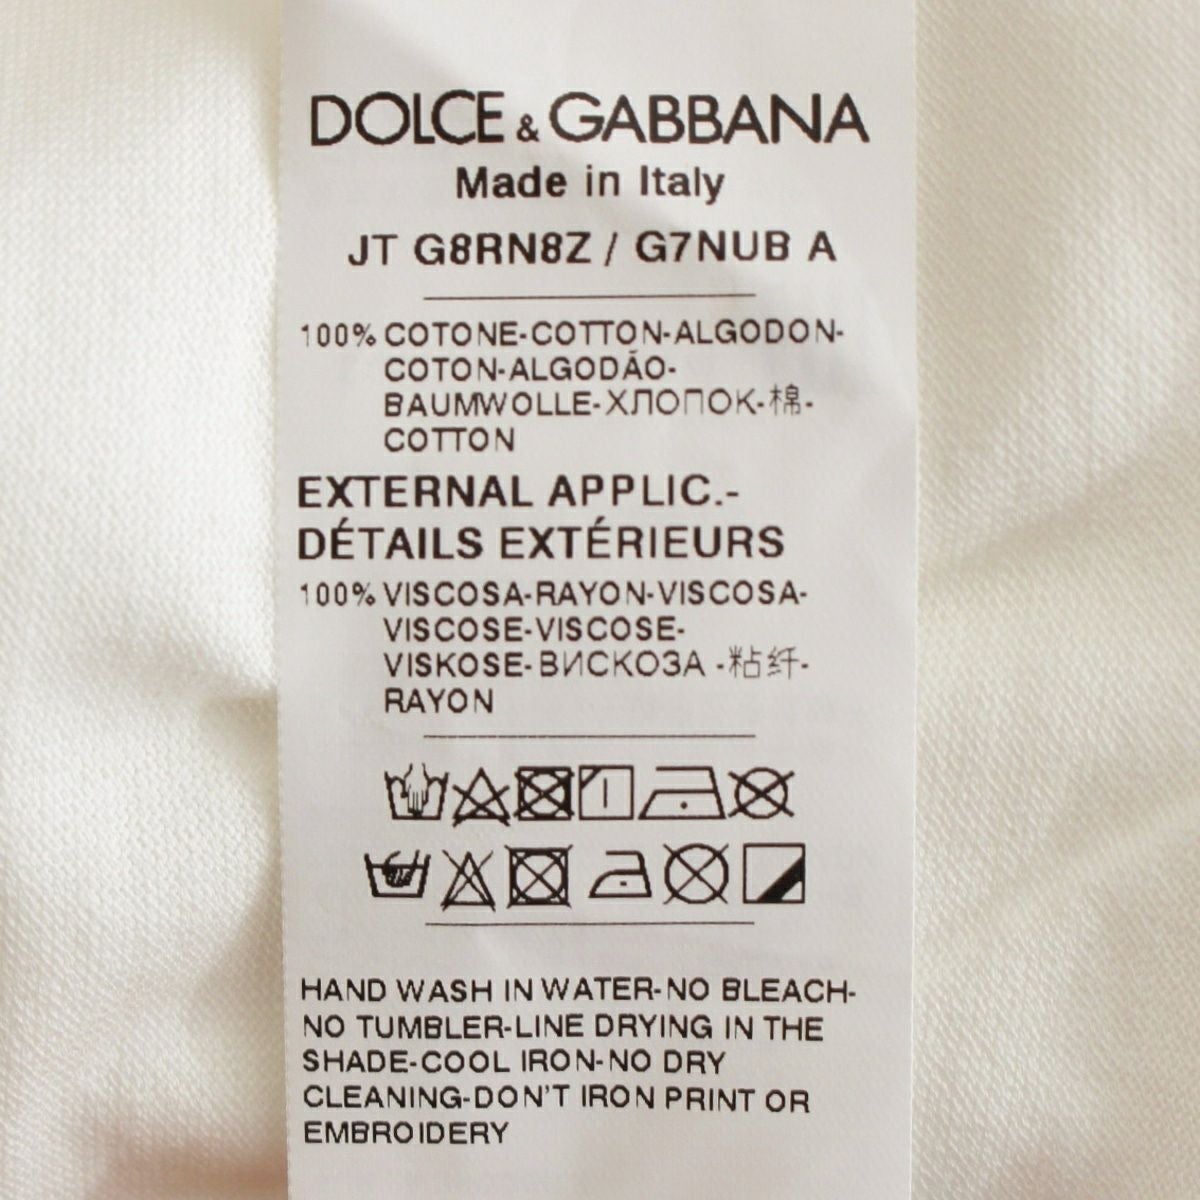 DOLCE & GABBANA
Made in Italy
JT G8RN8Z / G7NUB A
100% COTONE-COTTON-ALGODON-
COTON-ALGODÃO-
BAUMWOLLE-ХЛОПОК-棉-
COTTON
EXTERNAL APPLIC.-
DÉTAILS EXTÉRIEURS
100% VISCOSA-RAYON-VISCOSA-
VISCOSE-VISCOSE-
VISKOSE-ВИСКОЗА -粘纤-
RAYON
HAND WASH IN WATER-NO BLEACH-
NO TUMBLER-LINE DRYING IN THE
SHADE-COOL IRON-NO DRY
CLEANING-DON'T IRON PRINT OR
EMBROIDERY